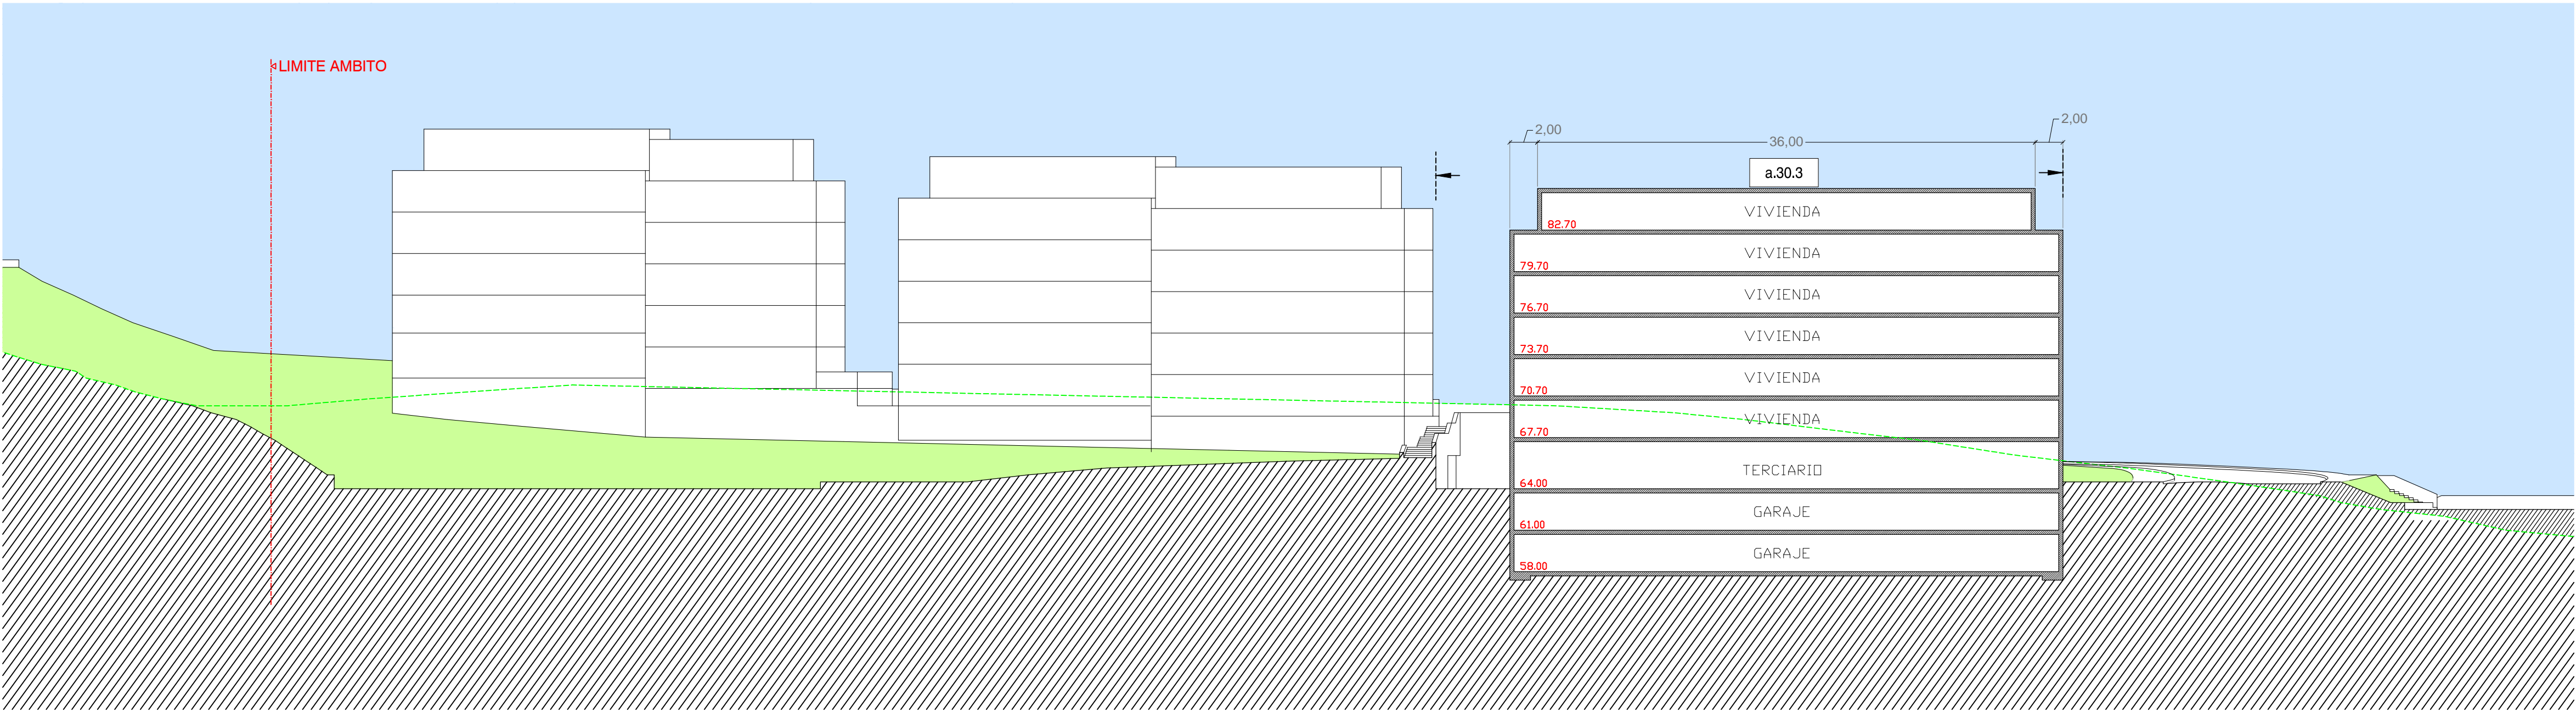 LIMITE AMBITO
2,00
36,00
2,00
a.30.3
VIVIENDA
82.70
VIVIENDA
79.70
VIVIENDA
76.70
VIVIENDA
73.70
VIVIENDA
70.70
VIVIENDA
67.70
TERCIARIO
64.00
GARAJE
61.00
GARAJE
58.00